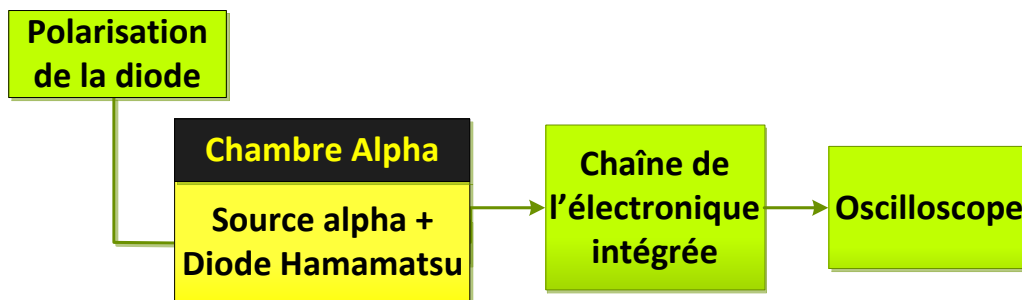 Polarisation
de la diode
Chambre Alpha
Source alpha +
Diode Hamamatsu
Chaîne de
l'électronique
intégrée
Oscilloscope